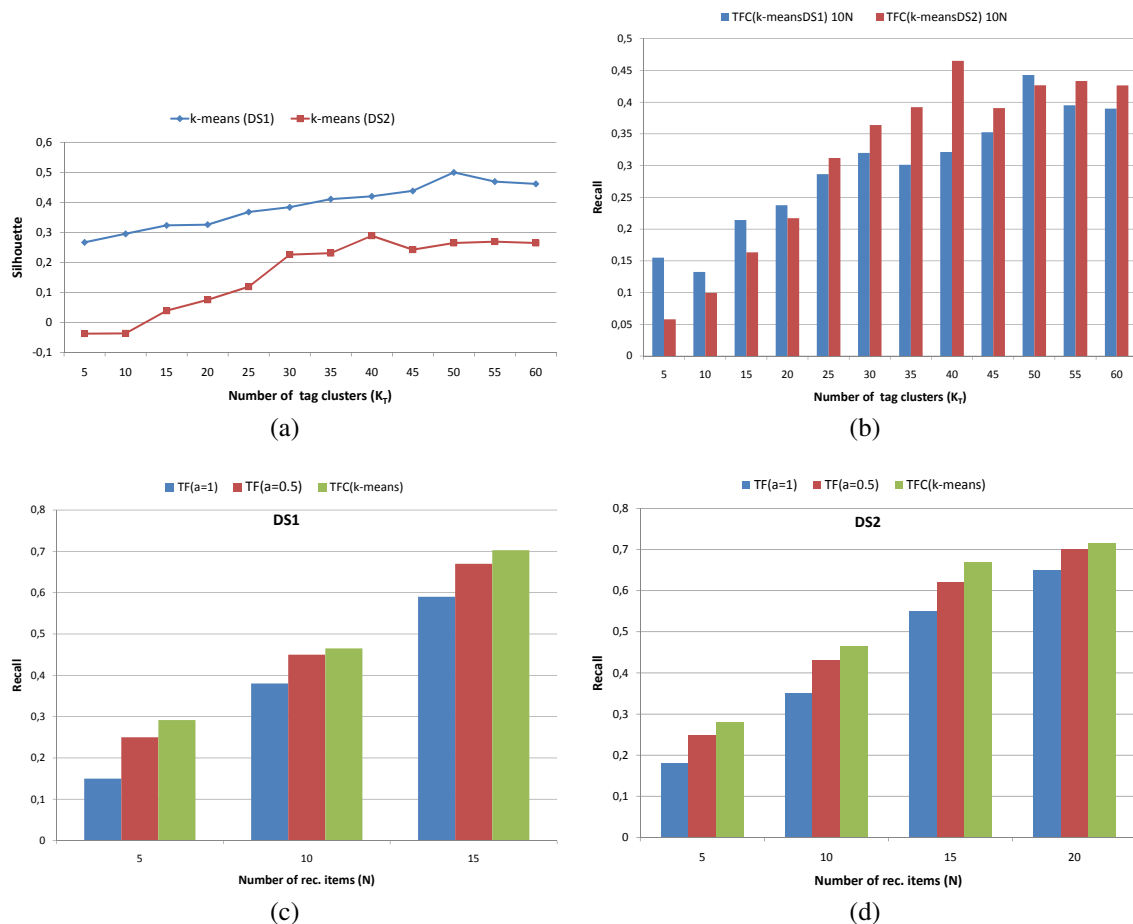 k-means (DS1) k-means (DS2)
0,6
0,5
0,4
0,3
0,2
0,1
0
-0,1
Silhouette
5 10 15 20 25 30 35 40 45 50 55 60
Number of tag clusters (KT)
(a)
TFC(k-meansDS1) 10N TFC(k-meansDS2) 10N
0,5
0,45
0,4
0,35
0,3
0,25
0,2
0,15
0,1
0,05
0
Recall
5 10 15 20 25 30 35 40 45 50 55 60
Number of tag clusters (KT)
(b)
TF(a=1) TF(a=0.5) TFC(k-means)
DS1
0,8
0,7
0,6
0,5
0,4
0,3
0,2
0,1
0
Recall
5 10 15
Number of rec. items (N)
(c)
TF(a=1) TF(a=0.5) TFC(k-means)
DS2
0,8
0,7
0,6
0,5
0,4
0,3
0,2
0,1
0
Recall
5 10 15 20
Number of rec. items (N)
(d)